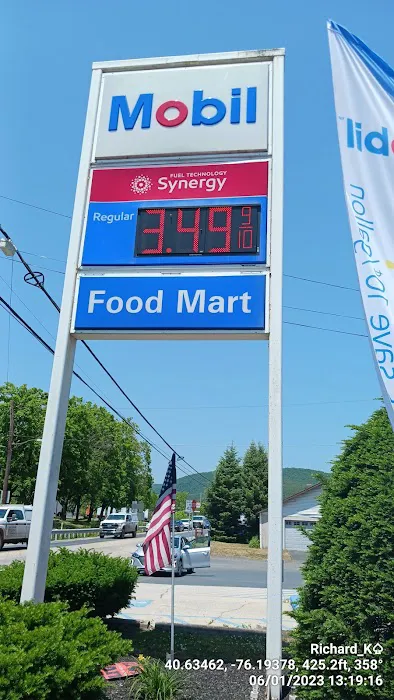 Mobil
FUEL TECHNOLOGY
Synergy
Regular 3.49 9/10
Food Mart
Richard_K
40.63462, -76.19378, 425.2ft, 358°
06/01/2023 13:19:16